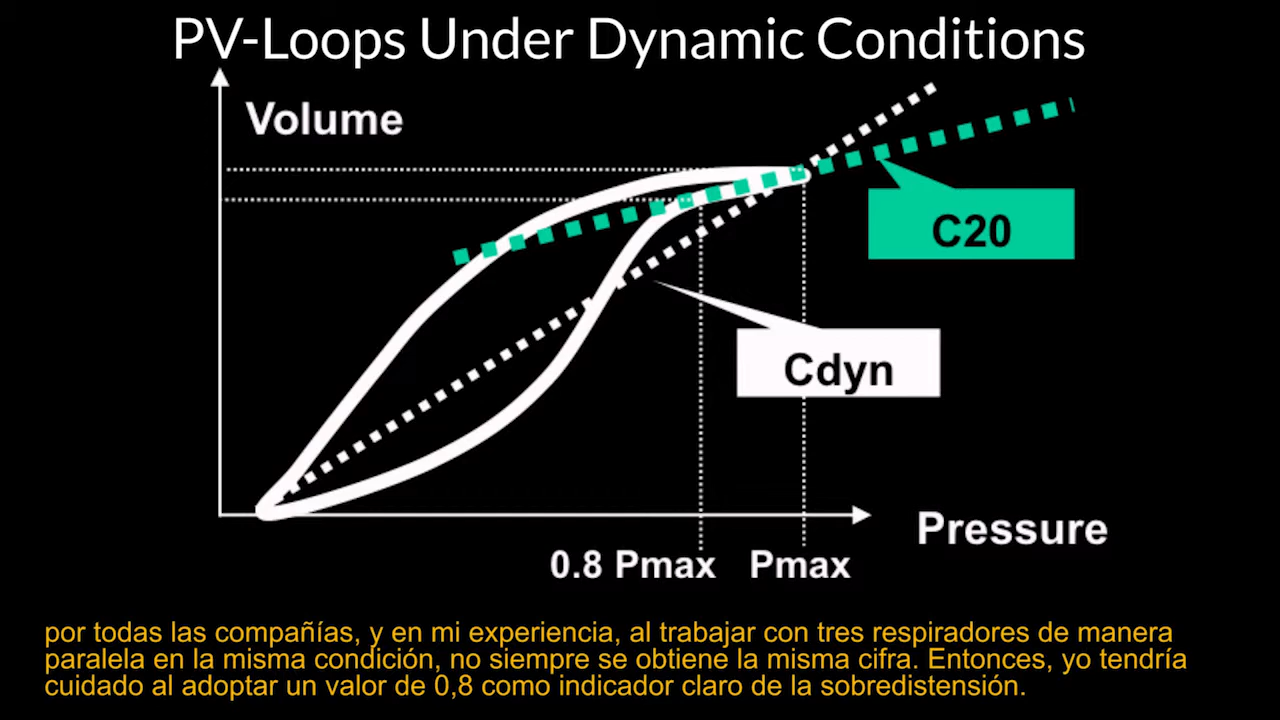 PV-Loops Under Dynamic Conditions
Volume
C20
Cdyn
Pressure
0.8 Pmax
Pmax
por todas las compañías, y en mi experiencia, al trabajar con tres respiradores de manera
paralela en la misma condición, no siempre se obtiene la misma cifra. Entonces, yo tendría
cuidado al adoptar un valor de 0,8 como indicador claro de la sobredistensión.